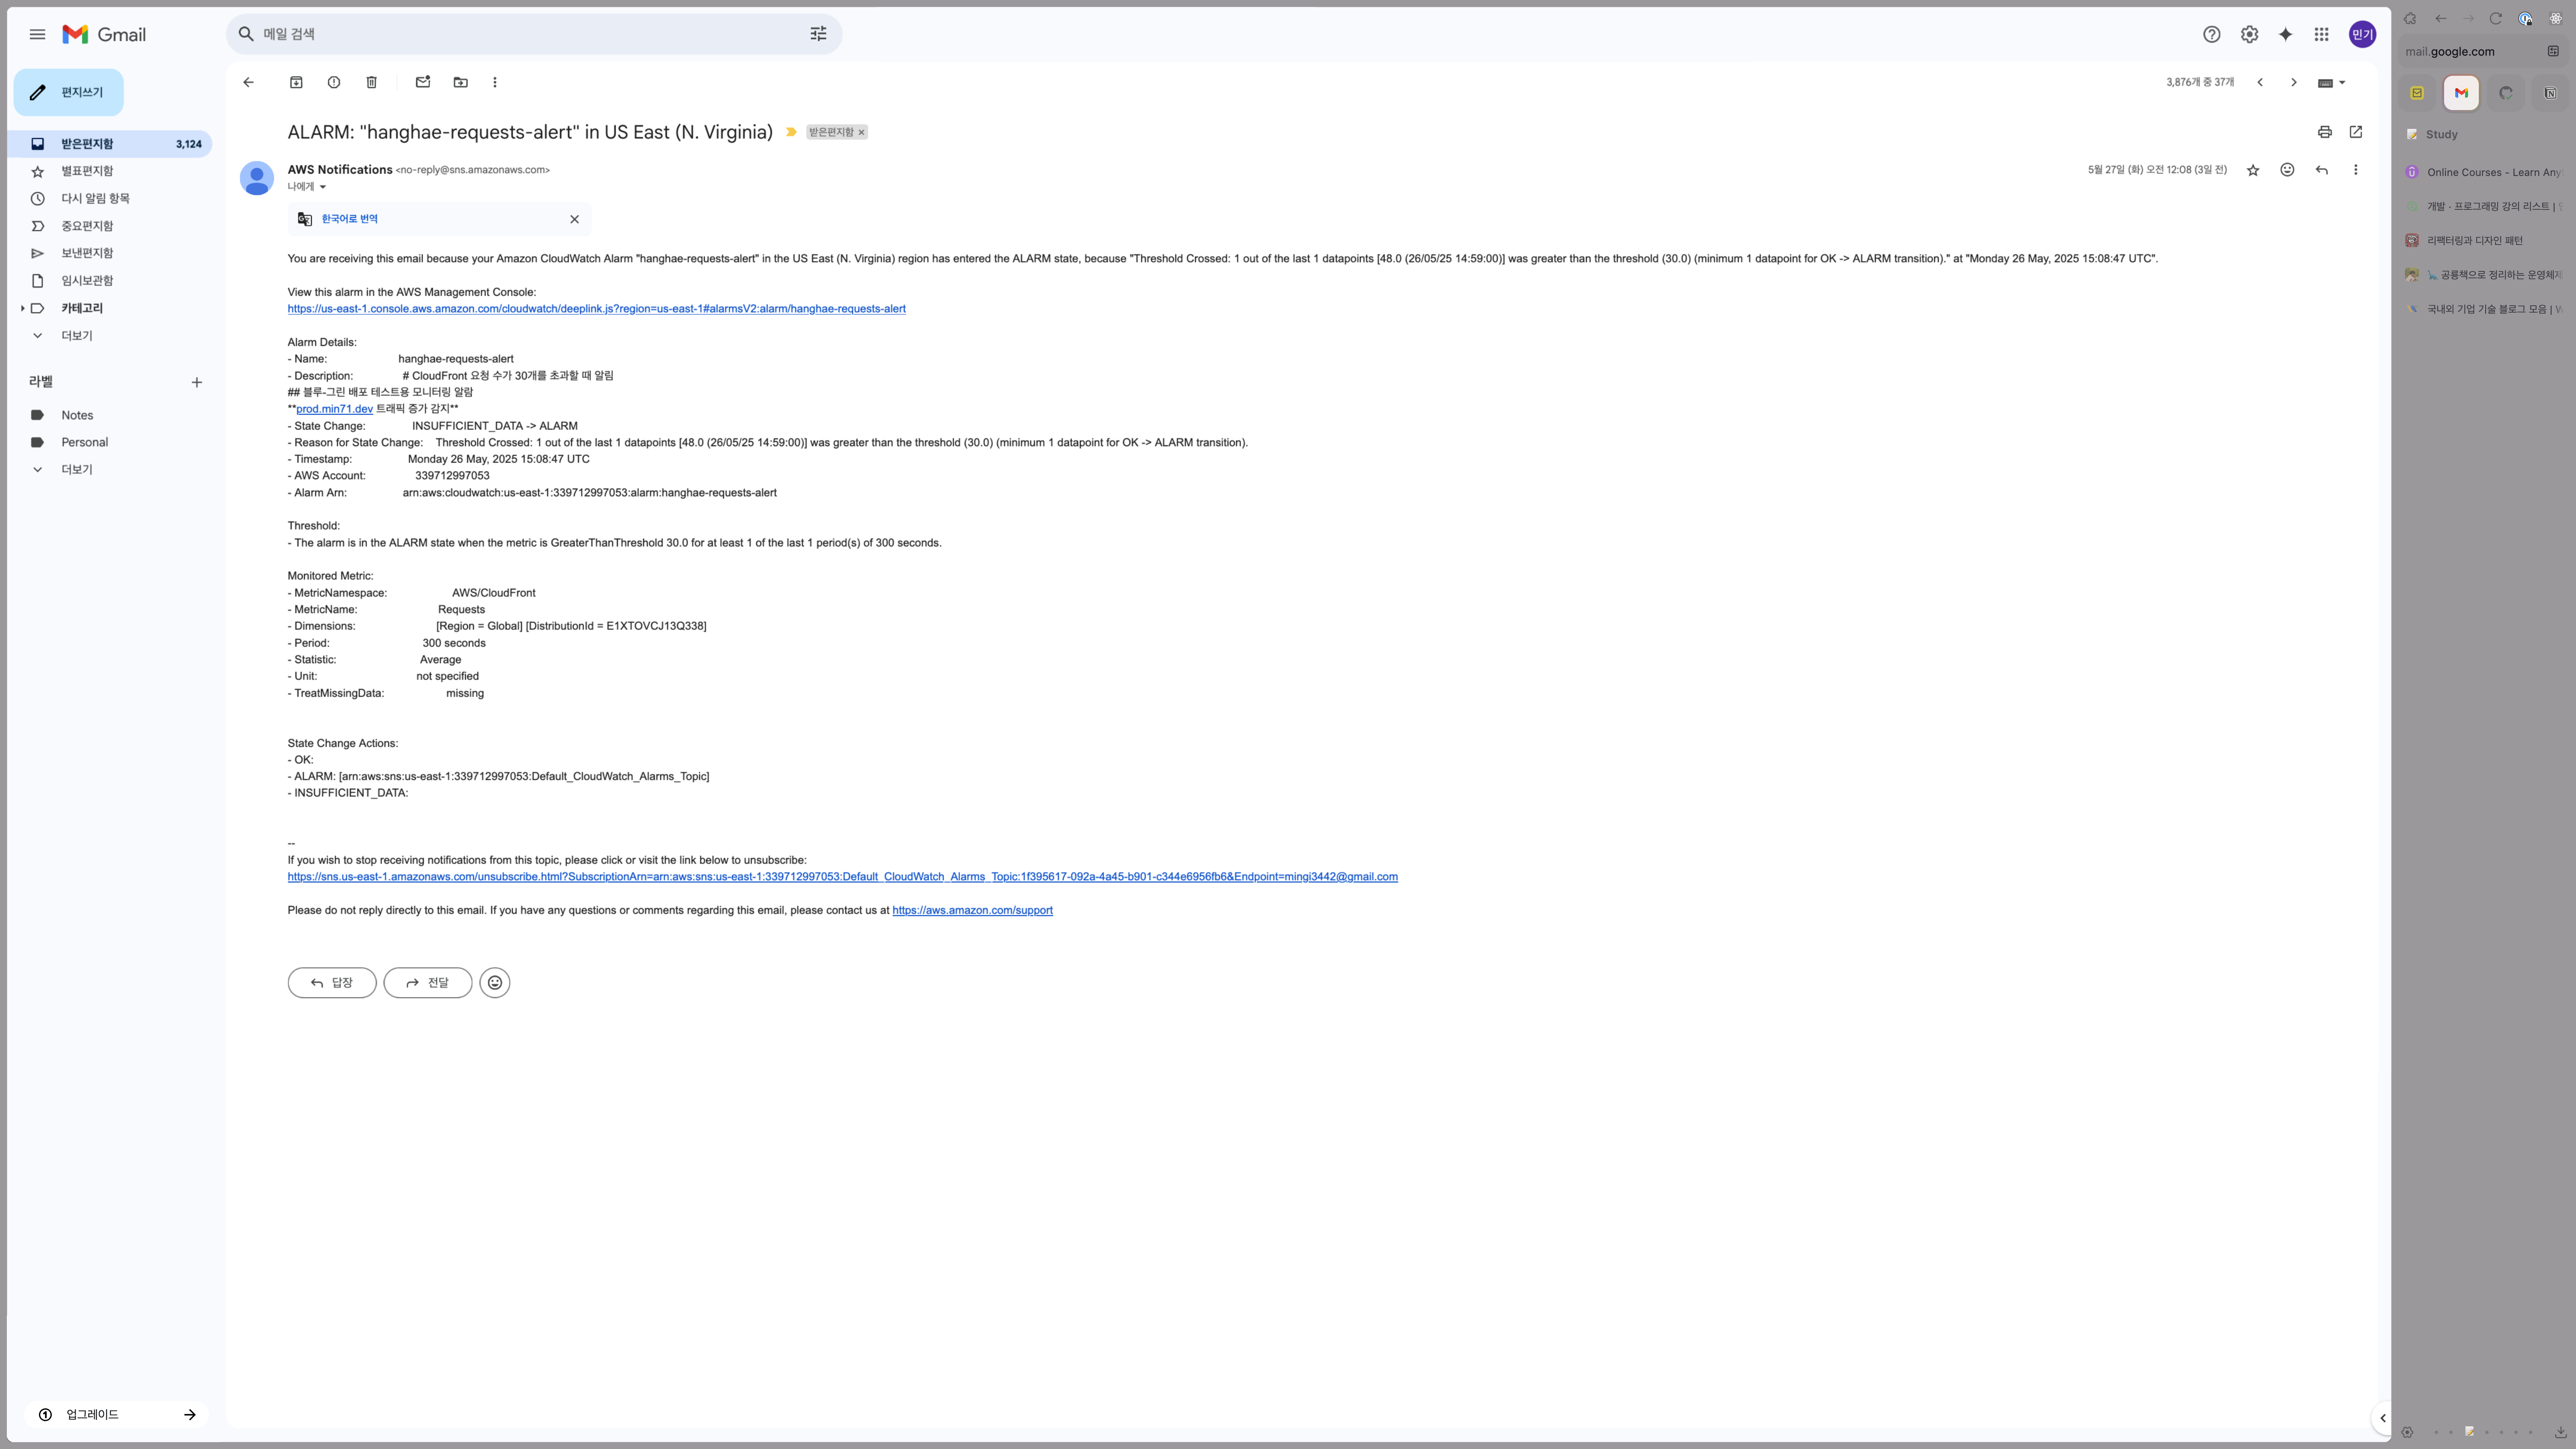 Gmail
메일 검색
민기
편지쓰기
받은편지함 3,124
별표편지함
다시 알림 항목
중요편지함
보낸편지함
임시보관함
카테고리
더보기
라벨
Notes
Personal
더보기
업그레이드
3,876개 중 37개
ALARM: "hanghae-requests-alert" in US East (N. Virginia) 받은편지함
AWS Notifications <no-reply@sns.amazonaws.com>
5월 27일 (화) 오전 12:08 (3일 전)
나에게
한국어로 번역
You are receiving this email because your Amazon CloudWatch Alarm "hanghae-requests-alert" in the US East (N. Virginia) region has entered the ALARM state, because "Threshold Crossed: 1 out of the last 1 datapoints [48.0 (26/05/25 14:59:00)] was greater than the threshold (30.0) (minimum 1 datapoint for OK -> ALARM transition)." at "Monday 26 May, 2025 15:08:47 UTC".
View this alarm in the AWS Management Console:
https://us-east-1.console.aws.amazon.com/cloudwatch/deeplink.js?region=us-east-1#alarmsV2:alarm/hanghae-requests-alert
Alarm Details:
- Name: hanghae-requests-alert
- Description: # CloudFront 요청 수가 30개를 초과할 때 알림
## 블루-그린 배포 테스트용 모니터링 알람
**prod.min71.dev 트래픽 증가 감지**
- State Change: INSUFFICIENT_DATA -> ALARM
- Reason for State Change: Threshold Crossed: 1 out of the last 1 datapoints [48.0 (26/05/25 14:59:00)] was greater than the threshold (30.0) (minimum 1 datapoint for OK -> ALARM transition).
- Timestamp: Monday 26 May, 2025 15:08:47 UTC
- AWS Account: 339712997053
- Alarm Arn: arn:aws:cloudwatch:us-east-1:339712997053:alarm:hanghae-requests-alert
Threshold:
- The alarm is in the ALARM state when the metric is GreaterThanThreshold 30.0 for at least 1 of the last 1 period(s) of 300 seconds.
Monitored Metric:
- MetricNamespace: AWS/CloudFront
- MetricName: Requests
- Dimensions: [Region = Global] [DistributionId = E1XTOVCJ13Q338]
- Period: 300 seconds
- Statistic: Average
- Unit: not specified
- TreatMissingData: missing
State Change Actions:
- OK:
- ALARM: [arn:aws:sns:us-east-1:339712997053:Default_CloudWatch_Alarms_Topic]
- INSUFFICIENT_DATA:
--
If you wish to stop receiving notifications from this topic, please click or visit the link below to unsubscribe:
https://sns.us-east-1.amazonaws.com/unsubscribe.html?SubscriptionArn=arn:aws:sns:us-east-1:339712997053:Default_CloudWatch_Alarms_Topic:1f395617-092a-4a45-b901-c344e6956fb6&Endpoint=mingi3442@gmail.com
Please do not reply directly to this email. If you have any questions or comments regarding this email, please contact us at https://aws.amazon.com/support
답장
전달
mail.google.com
Study
Online Courses - Learn Any
개발 · 프로그래밍 강의 리스트 |
리팩터링과 디자인 패턴
공룡책으로 정리하는 운영체제
국내외 기업 기술 블로그 모음 |